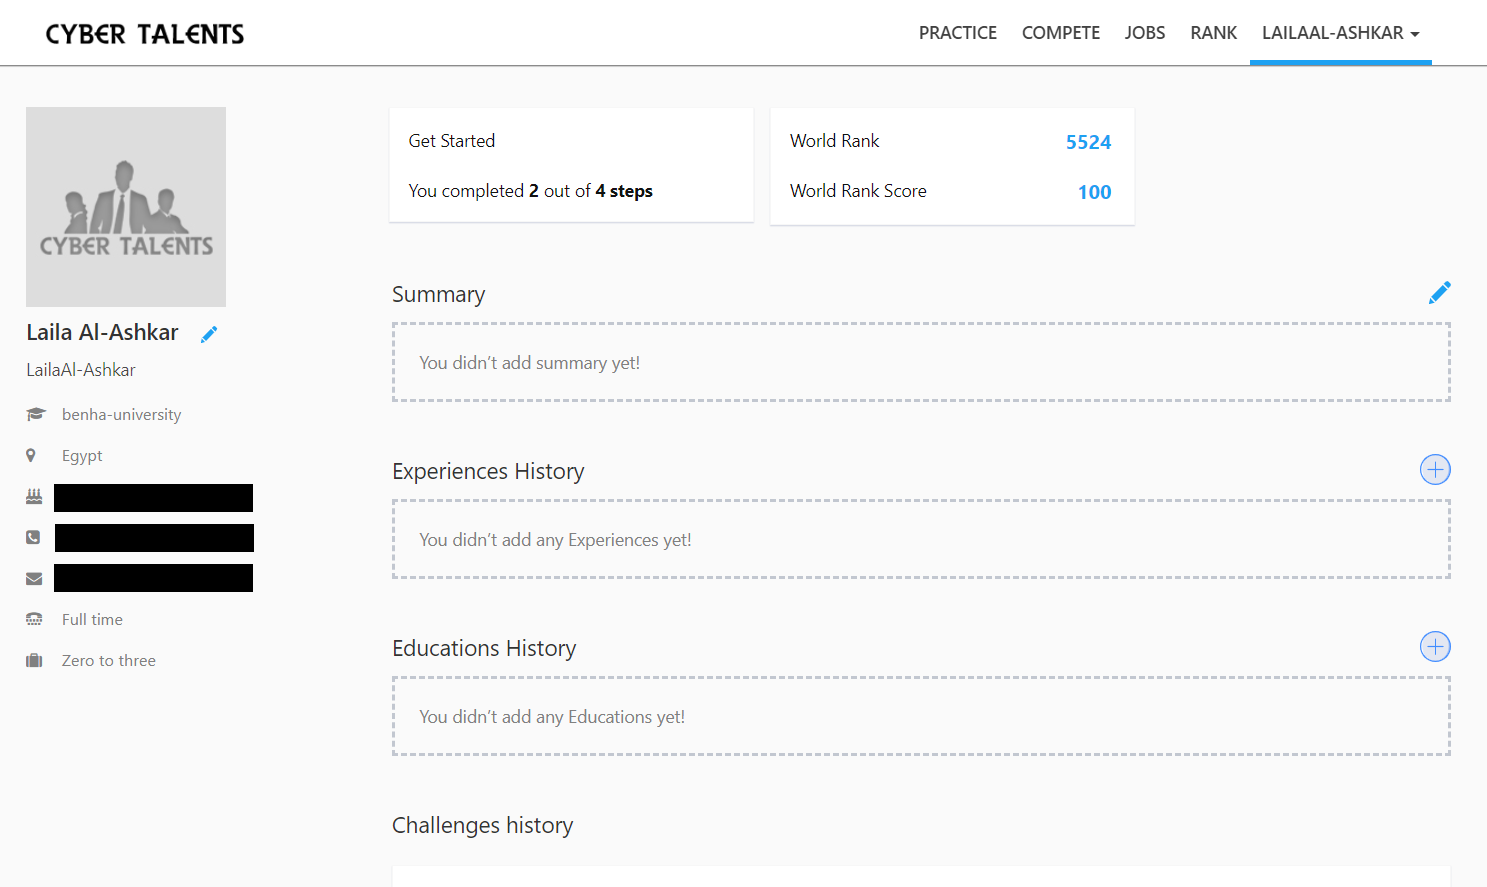 CYBER TALENTS
PRACTICE COMPETE JOBS RANK LAILAAL-ASHKAR
CYBER TALENTS
Laila Al-Ashkar
LailaAl-Ashkar
benha-university
Egypt
Full time
Zero to three
Get Started
You completed 2 out of 4 steps
World Rank 5524
World Rank Score 100
Summary
You didn’t add summary yet!
Experiences History
You didn’t add any Experiences yet!
Educations History
You didn’t add any Educations yet!
Challenges history